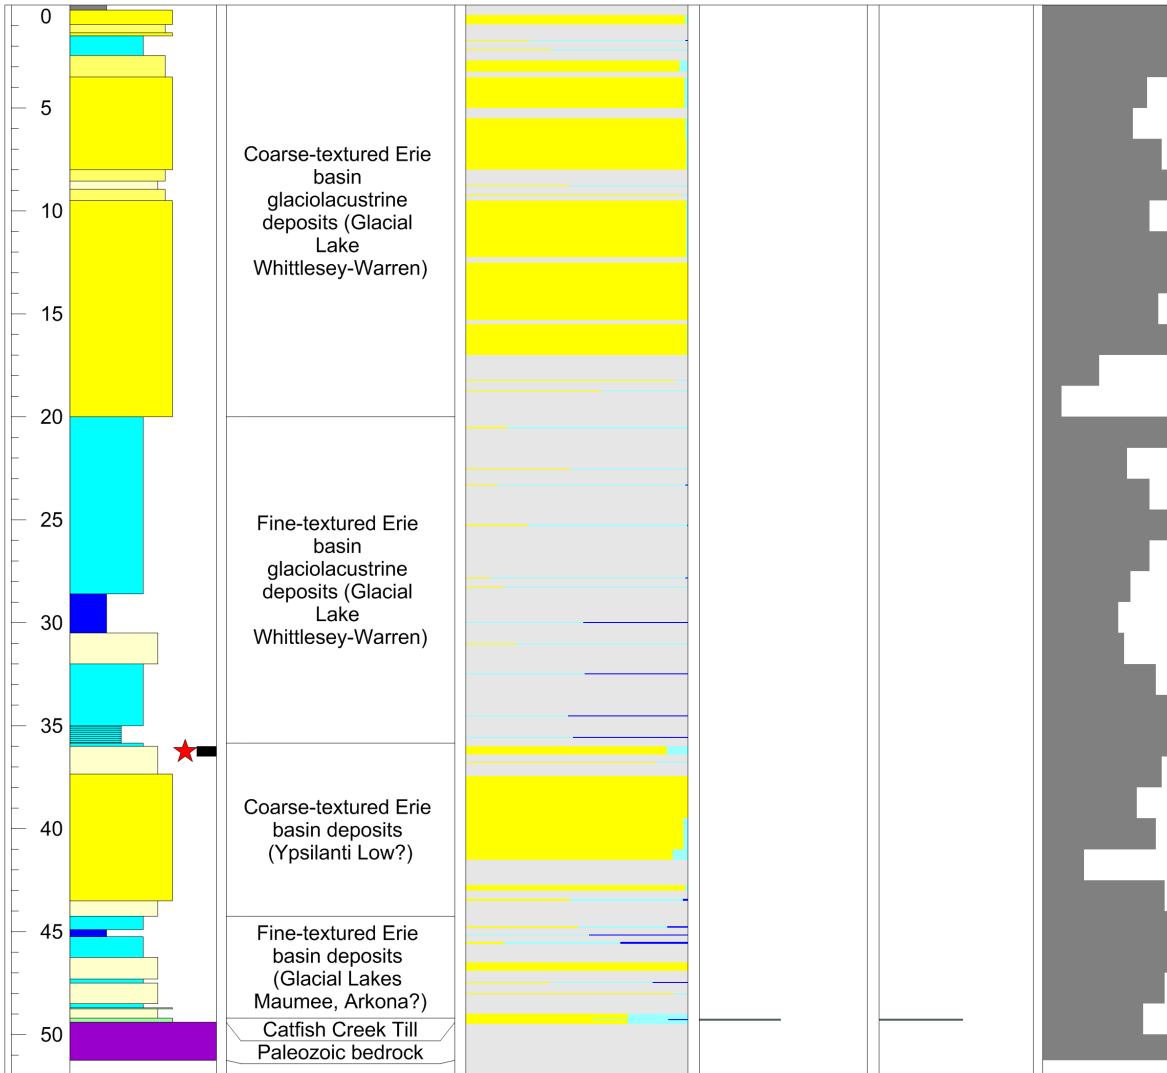 0
5
10
15
20
25
30
35
40
45
50
Coarse-textured Erie
basin
glaciolacustrine
deposits (Glacial
Lake
Whittlesey-Warren)
Fine-textured Erie
basin
glaciolacustrine
deposits (Glacial
Lake
Whittlesey-Warren)
Coarse-textured Erie
basin deposits
(Ypsilanti Low?)
Fine-textured Erie
basin deposits
(Glacial Lakes
Maumee, Arkona?)
Catfish Creek Till
Paleozoic bedrock